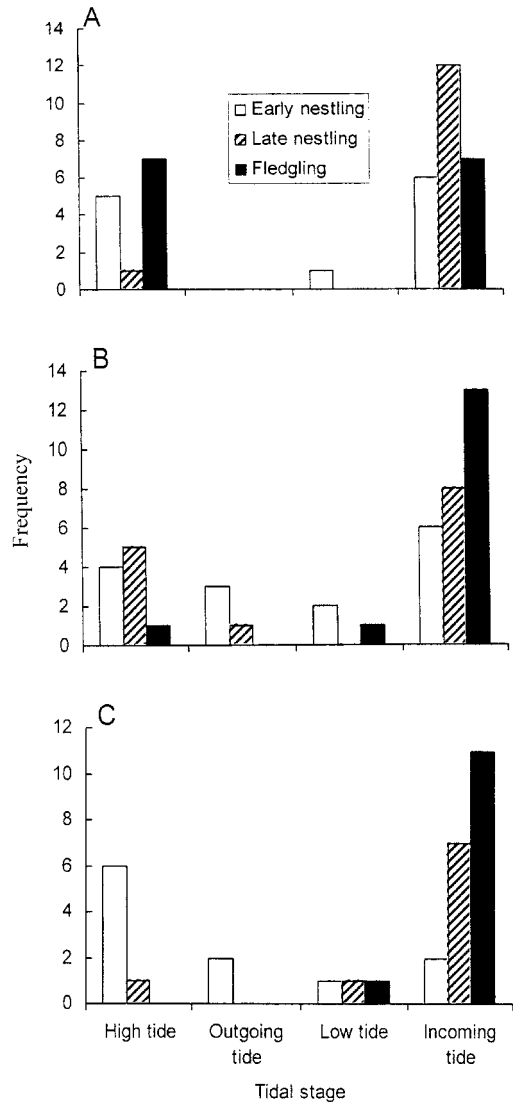 A
14
12
10
8
6
4
2
0
Early nestling
Late nestling
Fledgling
B
14
12
10
8
6
4
2
0
Frequency
C
12
10
8
6
4
2
0
High tide
Outgoing
tide
Low tide
Incoming
tide
Tidal stage